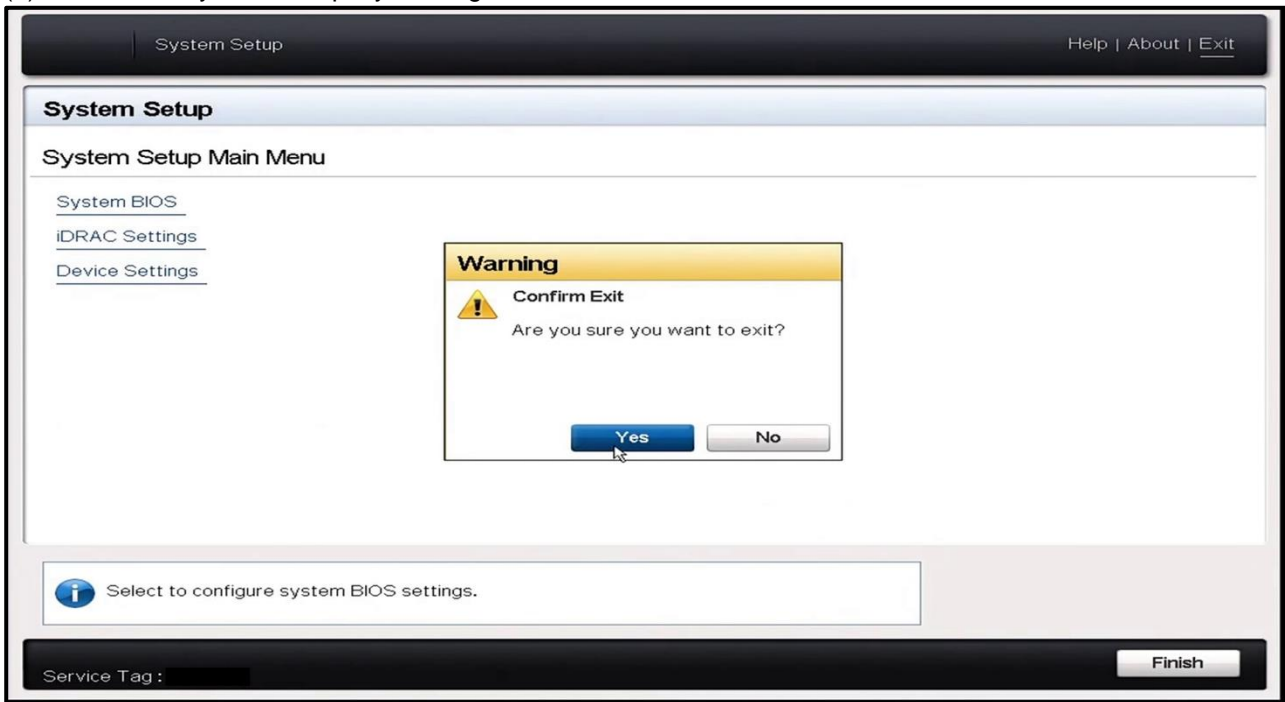 System Setup
Help | About | Exit
System Setup
System Setup Main Menu
System BIOS
iDRAC Settings
Device Settings
Warning
Confirm Exit
Are you sure you want to exit?
Yes No
Select to configure system BIOS settings.
Service Tag :
Finish